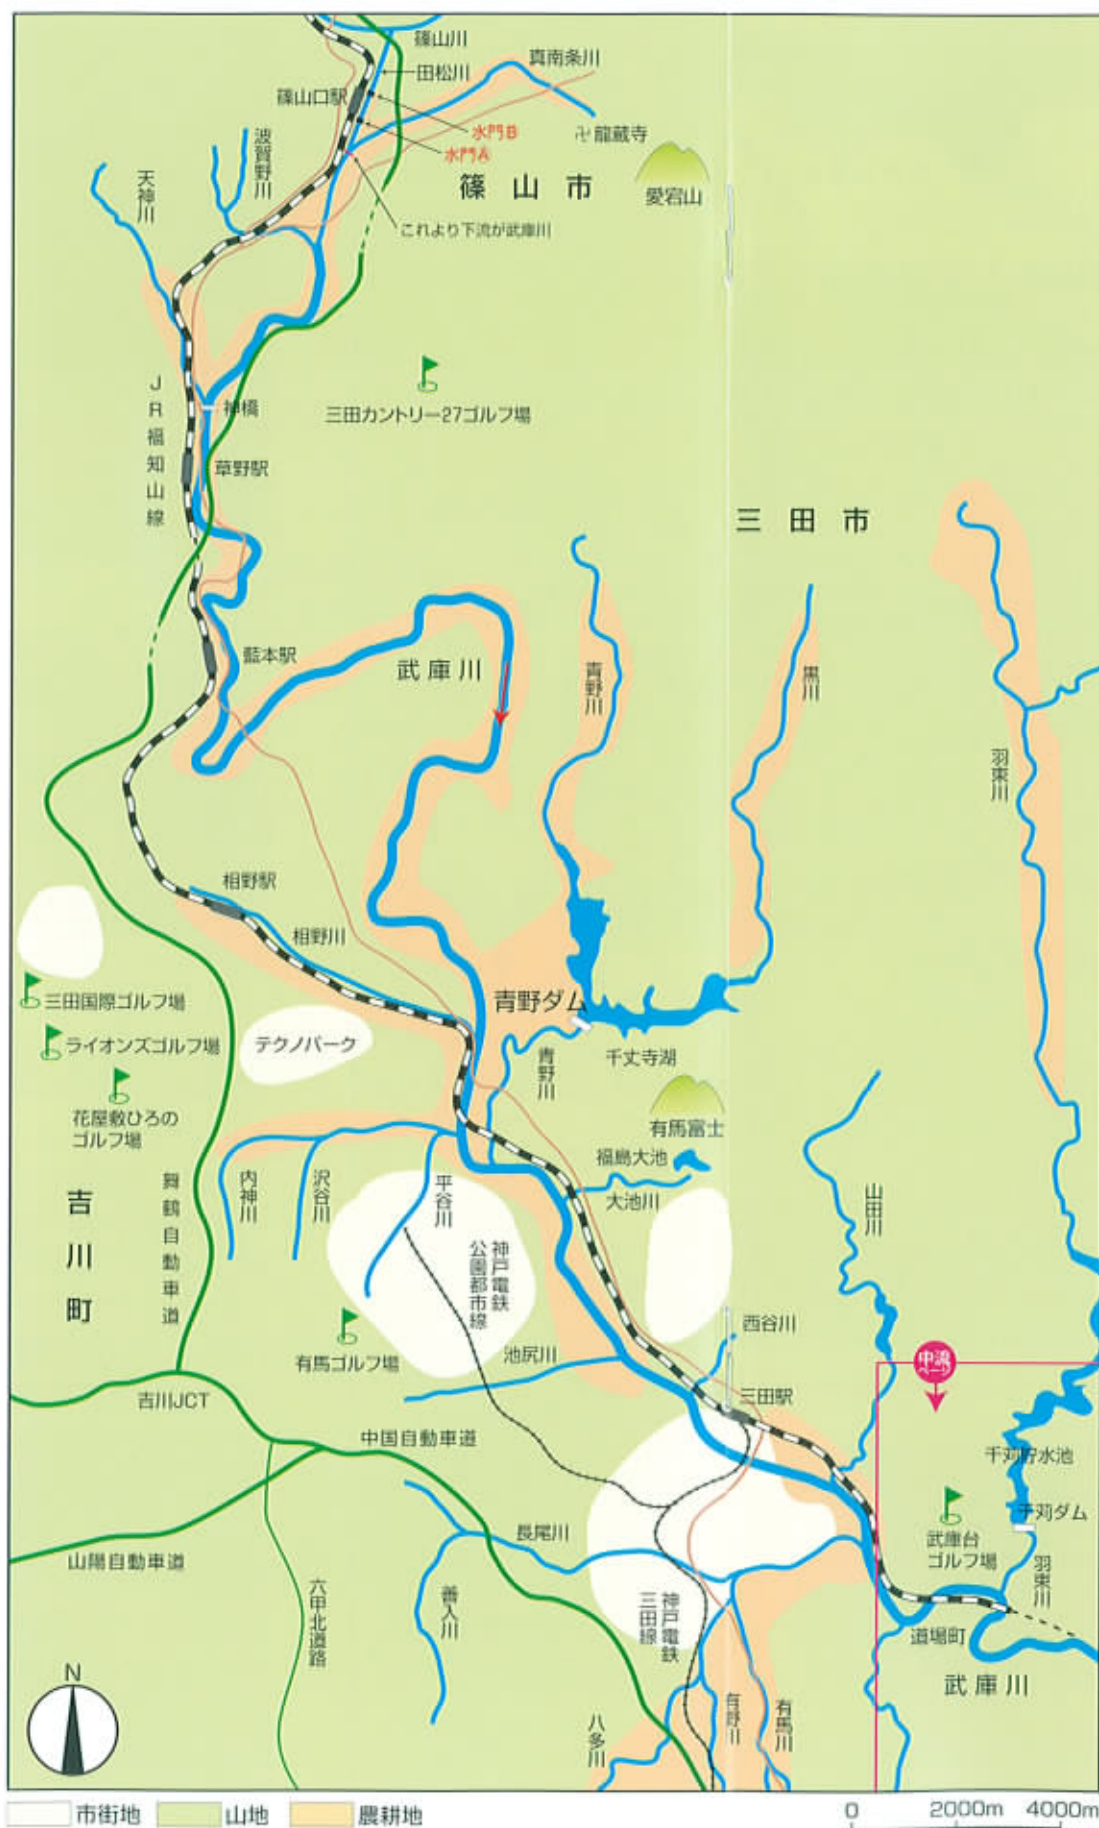 篠山川
田松川
真南条川
篠山口駅
水門B
水門A
卍龍蔵寺
波賀野川
天神川
篠山市
愛宕山
これより下流が武庫川
JR福知山線
神橋
三田カントリー27ゴルフ場
草野駅
三田市
藍本駅
武庫川
青野川
黒川
羽束川
相野駅
相野川
三田国際ゴルフ場
ライオンズゴルフ場
テクノパーク
青野ダム
千丈寺湖
青野川
花屋敷ひろの
ゴルフ場
有馬富士
福島大池
大池川
吉川町
舞鶴自動車道
内神川
沢谷川
平谷川
山田川
神戸電鉄
公園都市線
有馬ゴルフ場
池尻川
西谷川
三田駅
中流
ページ
吉川JCT
中国自動車道
千苅貯水池
千苅ダム
武庫台
ゴルフ場
羽束川
長尾川
山陽自動車道
六甲北道路
善入川
神戸電鉄
三田線
道場町
武庫川
八多川
有野川
有馬川
N
市街地
山地
農耕地
0 2000m 4000m